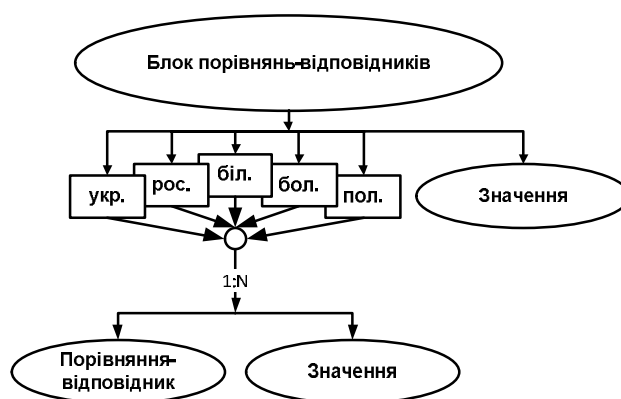 Блок порівнянь-відповідників
укр. рос. біл. бол. пол.
Значення
1:N
Порівняння-
відповідник
Значення